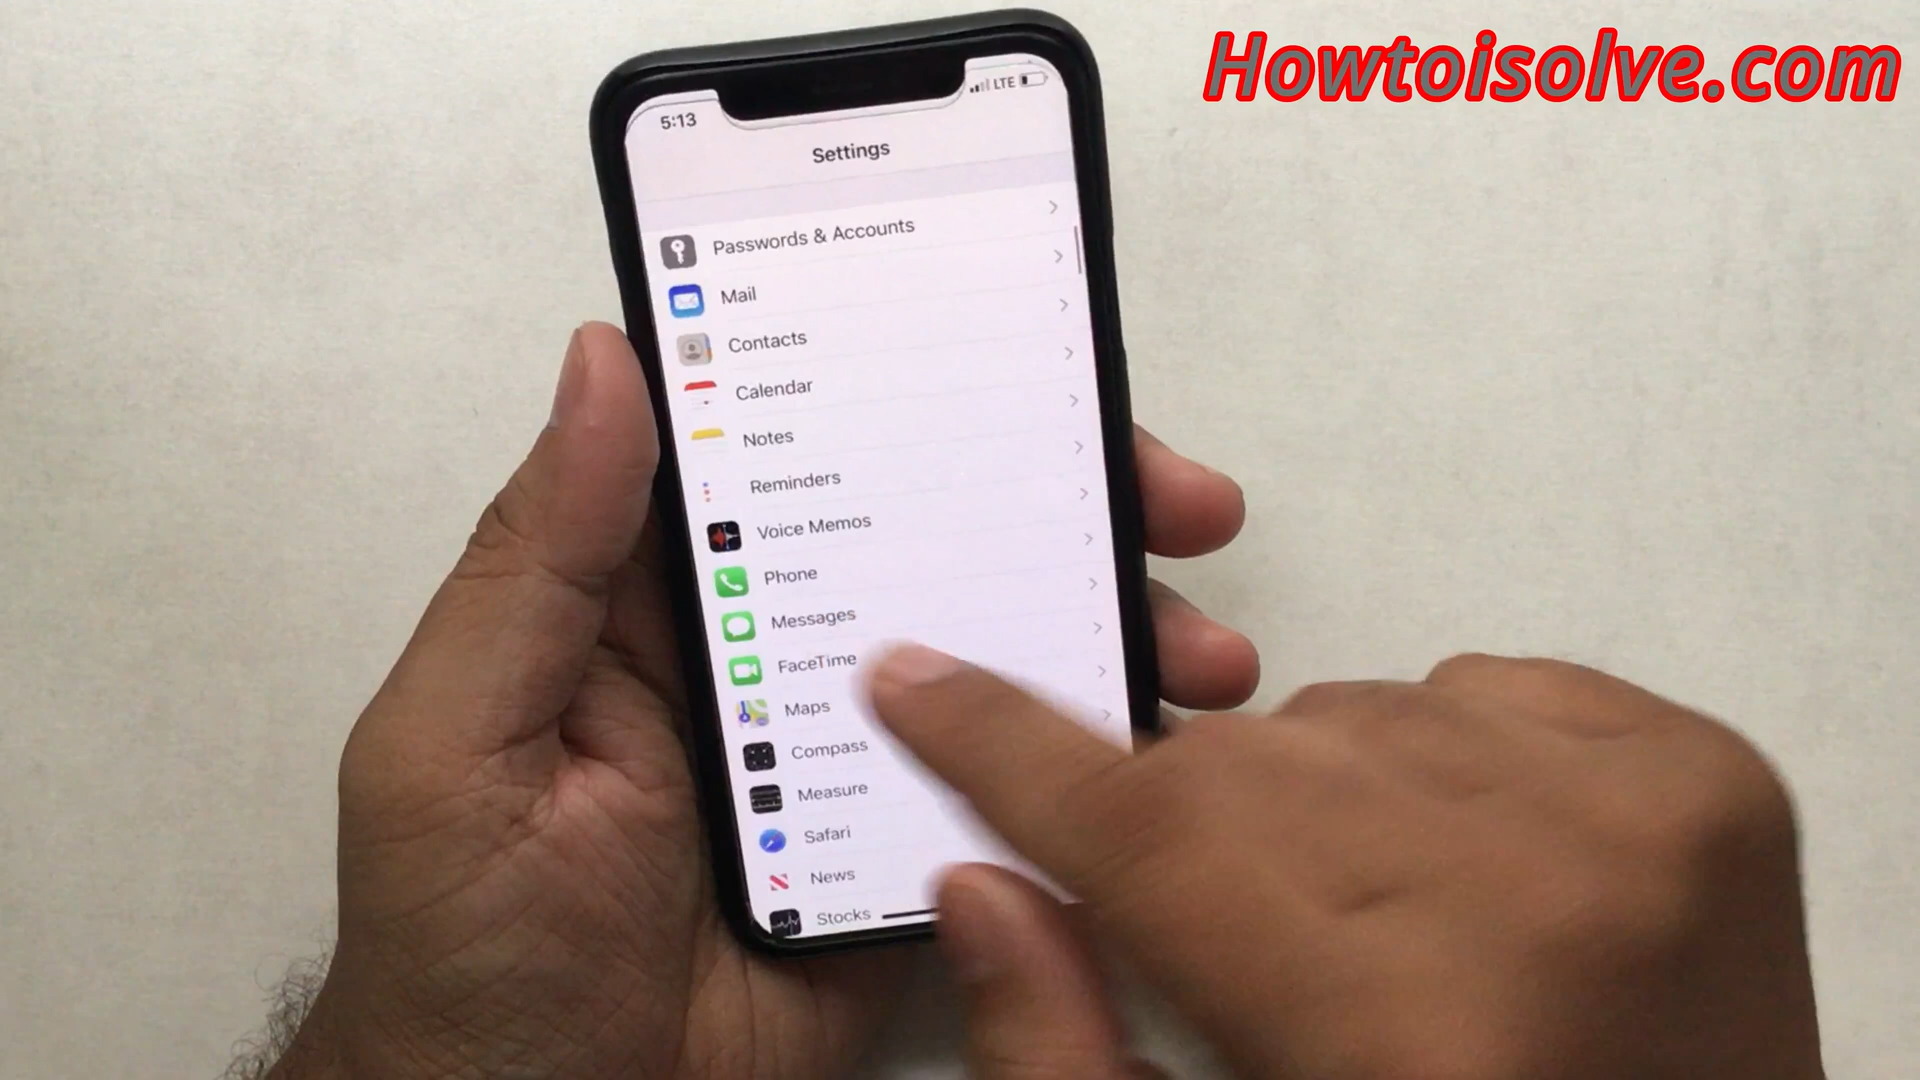 Howtoisolve.com
5:13
LTE
Settings
Passwords & Accounts
Mail
Contacts
Calendar
Notes
Reminders
Voice Memos
Phone
Messages
FaceTime
Maps
Compass
Measure
Safari
News
Stocks